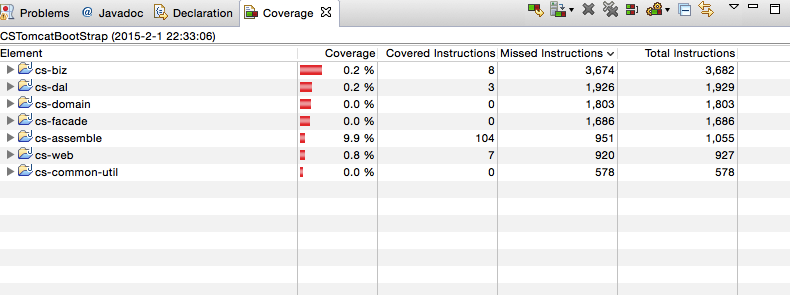 Problems @ Javadoc Declaration Coverage
CSTomcatBootStrap (2015-2-1 22:33:06)
Element Coverage Covered Instructions Missed Instructions Total Instructions
cs-biz 0.2 % 8 3,674 3,682
cs-dal 0.2 % 3 1,926 1,929
cs-domain 0.0 % 0 1,803 1,803
cs-facade 0.0 % 0 1,686 1,686
cs-assemble 9.9 % 104 951 1,055
cs-web 0.8 % 7 920 927
cs-common-util 0.0 % 0 578 578